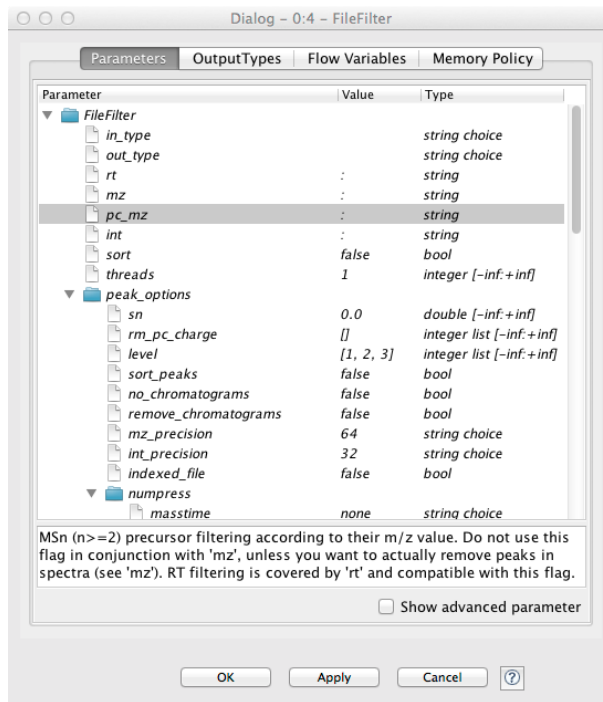 Dialog – 0:4 – FileFilter
Parameters OutputTypes Flow Variables Memory Policy
Parameter Value Type
FileFilter
in_type string choice
out_type string choice
rt : string
mz : string
pc_mz : string
int : string
sort false bool
threads 1 integer [-inf:+inf]
peak_options
sn 0.0 double [-inf:+inf]
rm_pc_charge [] integer list [-inf:+inf]
level [1, 2, 3] integer list [-inf:+inf]
sort_peaks false bool
no_chromatograms false bool
remove_chromatograms false bool
mz_precision 64 string choice
int_precision 32 string choice
indexed_file false bool
numpress
masstime none string choice
MSn (n>=2) precursor filtering according to their m/z value. Do not use this
flag in conjunction with 'mz', unless you want to actually remove peaks in
spectra (see 'mz'). RT filtering is covered by 'rt' and compatible with this flag.
Show advanced parameter
OK Apply Cancel ?